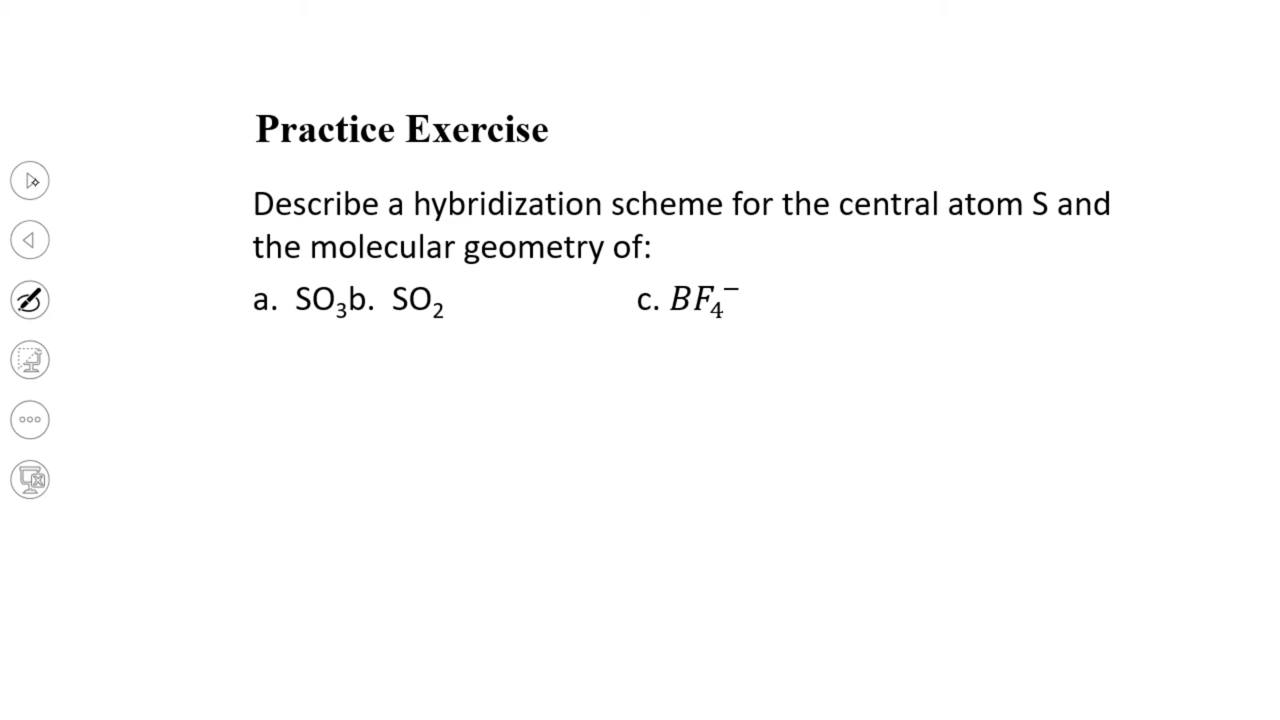 Practice Exercise
Describe a hybridization scheme for the central atom S and
the molecular geometry of:
a. SO₃b. SO₂ c. BF₄⁻